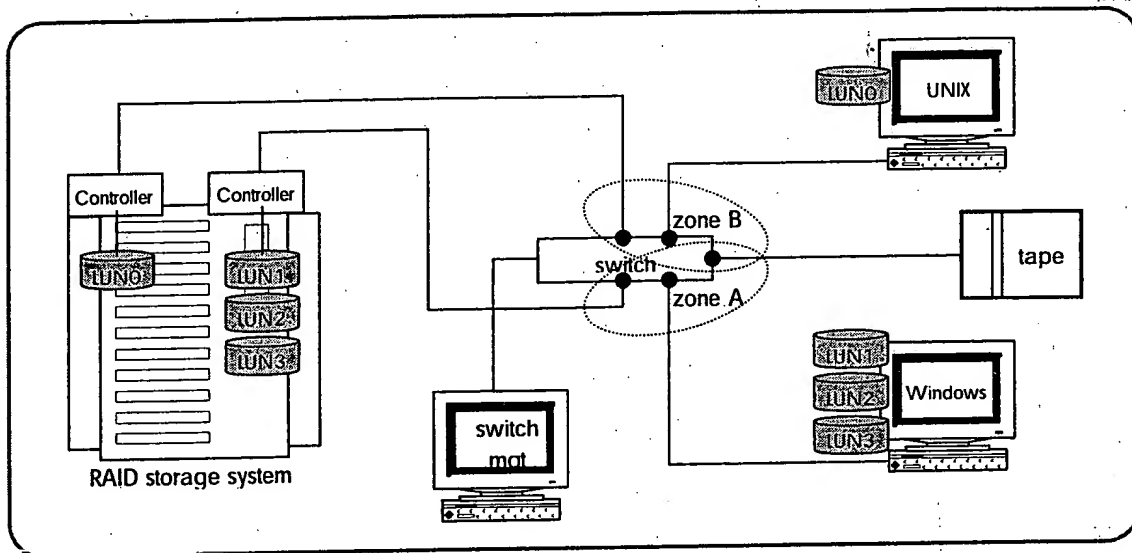 LUN0
UNIX
Controller
Controller
zone B
LUN0
LUN1
switch
tape
LUN2
zone A
LUN3
LUN1
LUN2
Windows
LUN3
switch
mgt
RAID storage system